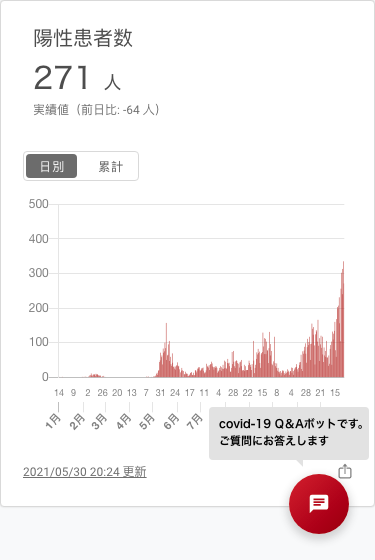 陽性患者数
271 人
実績値（前日比: -64 人）
日別 累計
500
400
300
200
100
0
14 9 2 26 20 13 7 31 24 17 11 4 28 22 15 8 4 28 21 15
1月 2月 3月 4月 5月 6月 7月
covid-19 Q&Aボットです。
ご質問にお答えします
2021/05/30 20:24 更新